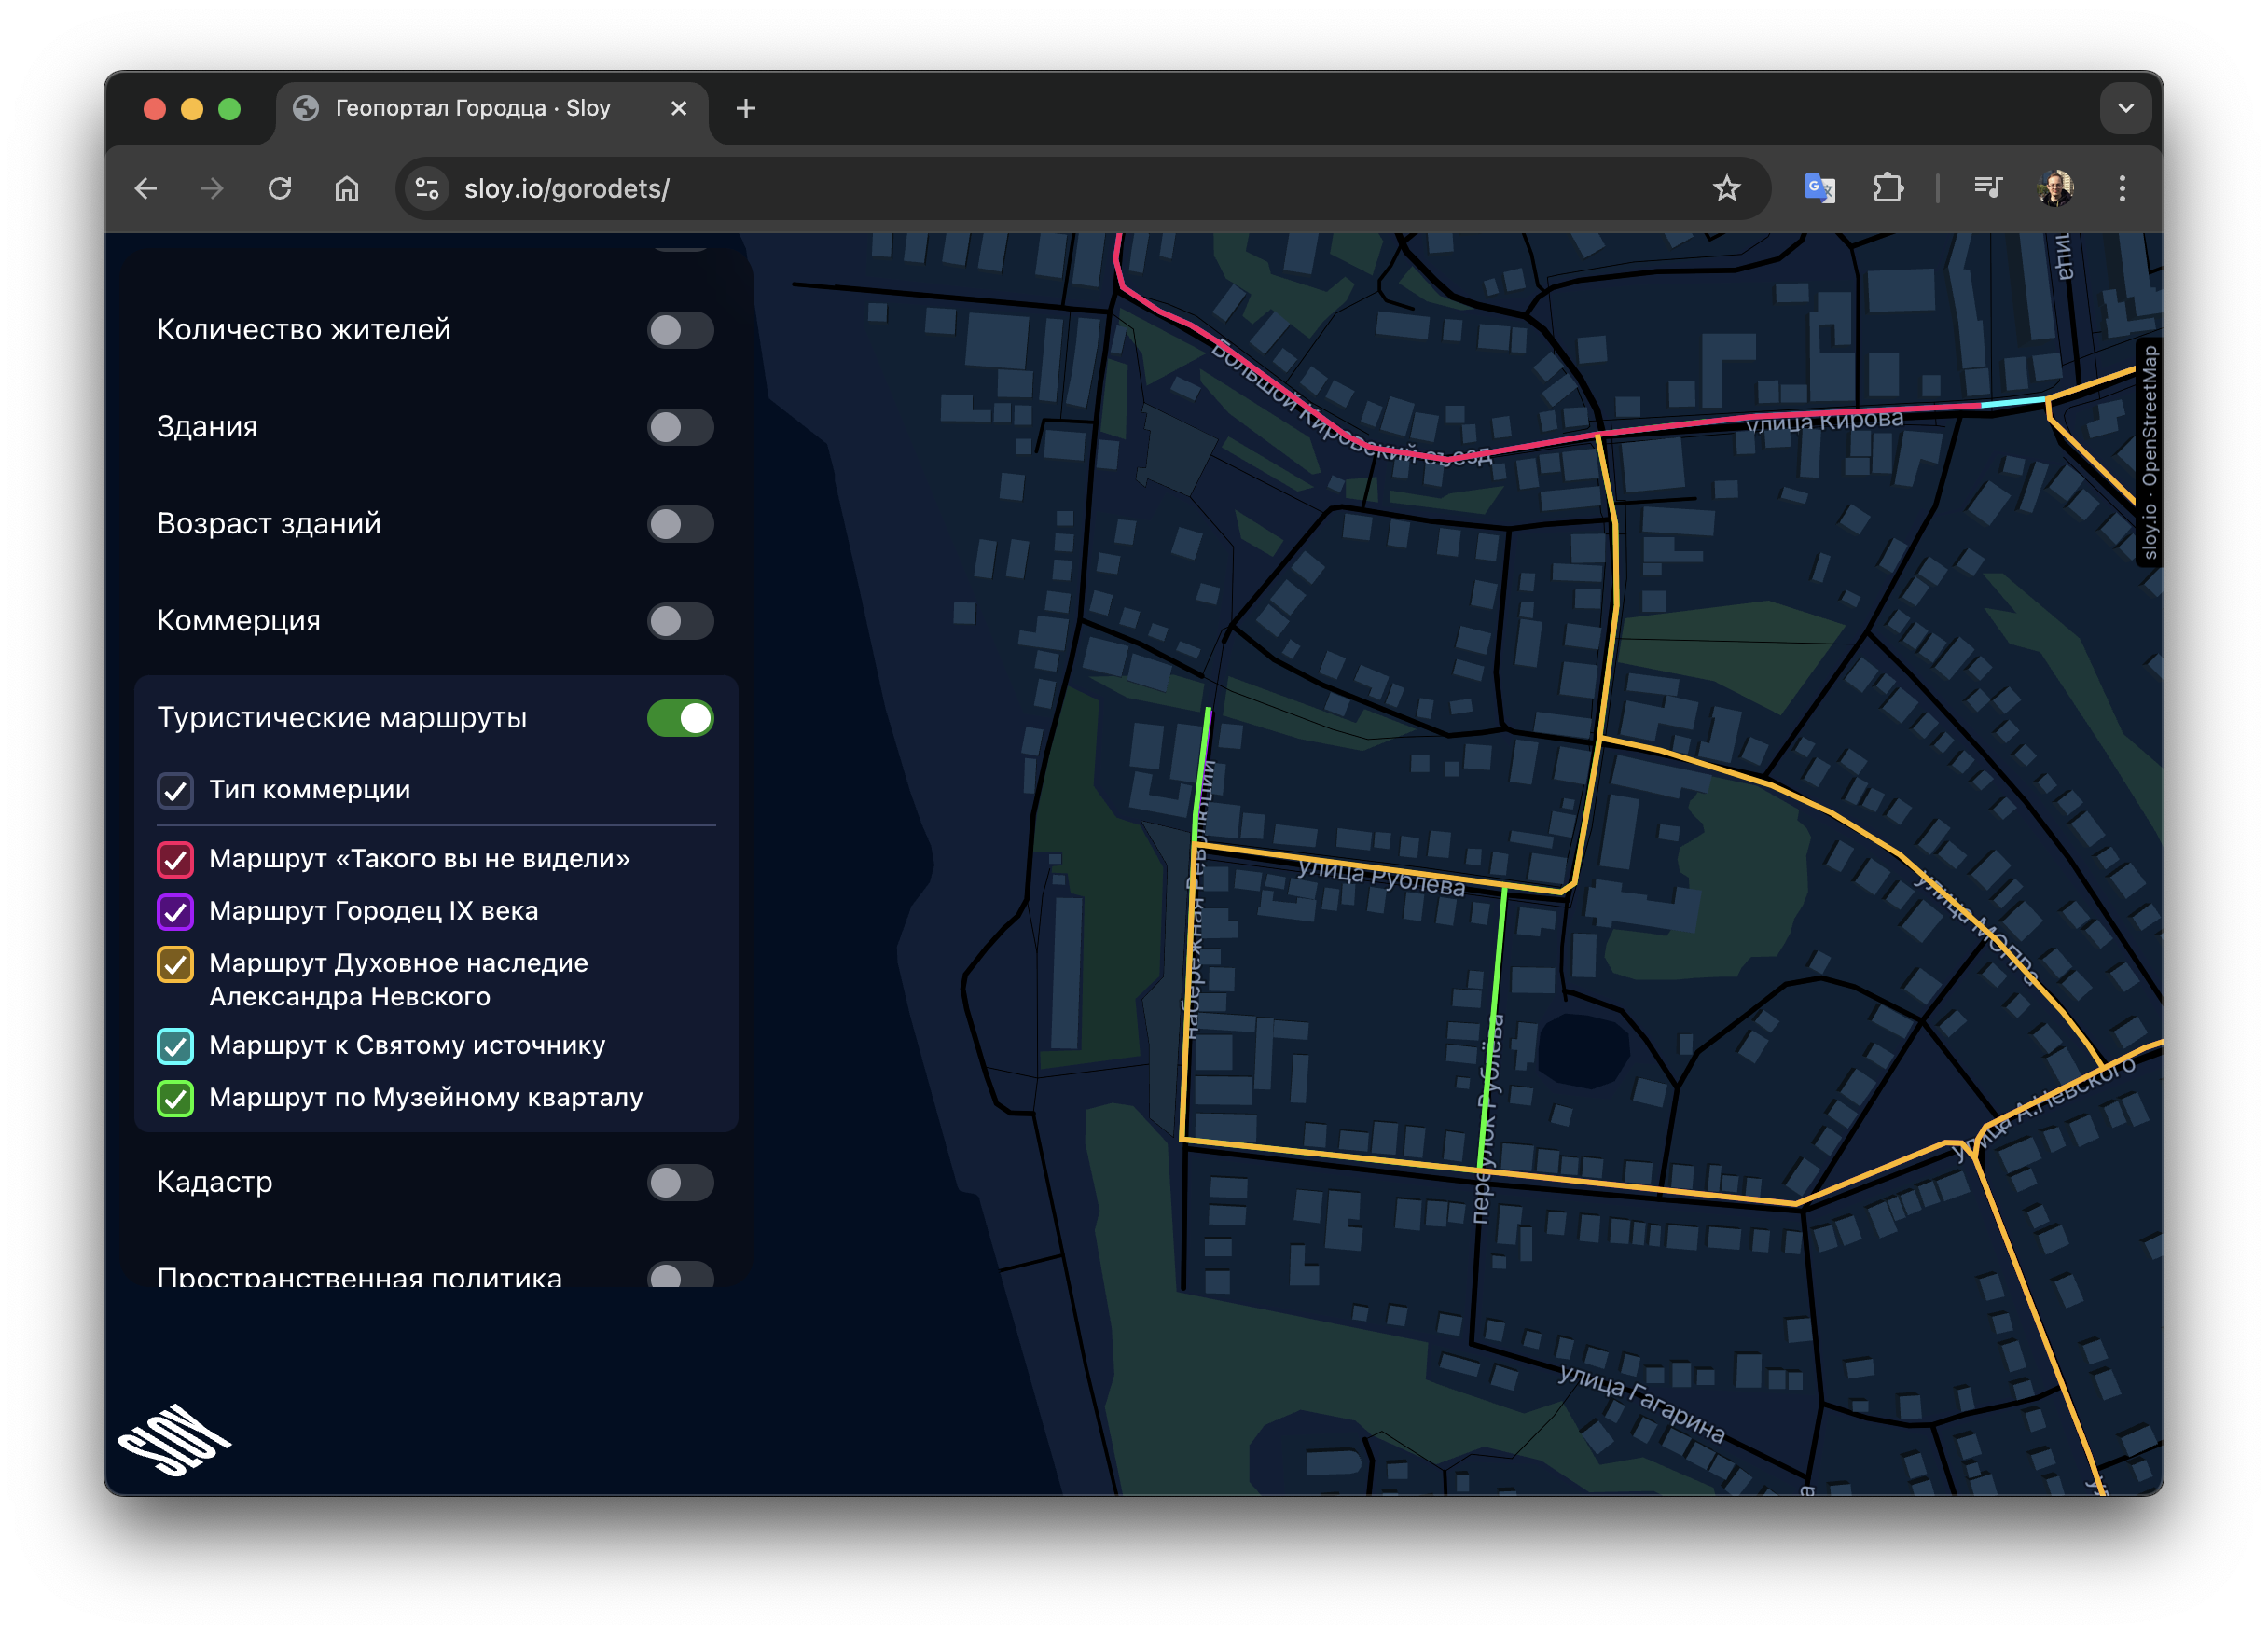 Геопортал Городца · Sloy
sloy.io/gorodets/
Количество жителей
Здания
Возраст зданий
Коммерция
Туристические маршруты
Тип коммерции
Маршрут «Такого вы не видели»
Маршрут Городец IX века
Маршрут Духовное наследие
Александра Невского
Маршрут к Святому источнику
Маршрут по Музейному кварталу
Кадастр
Пространственная политика
SLOY
Большой Кировский съезд
улица Кирова
лица
sloy.io · OpenStreetMap
набережная Революции
улица Рублёва
улица МОПРа
переулок Рублёва
улица А.Невского
улица Гагарина